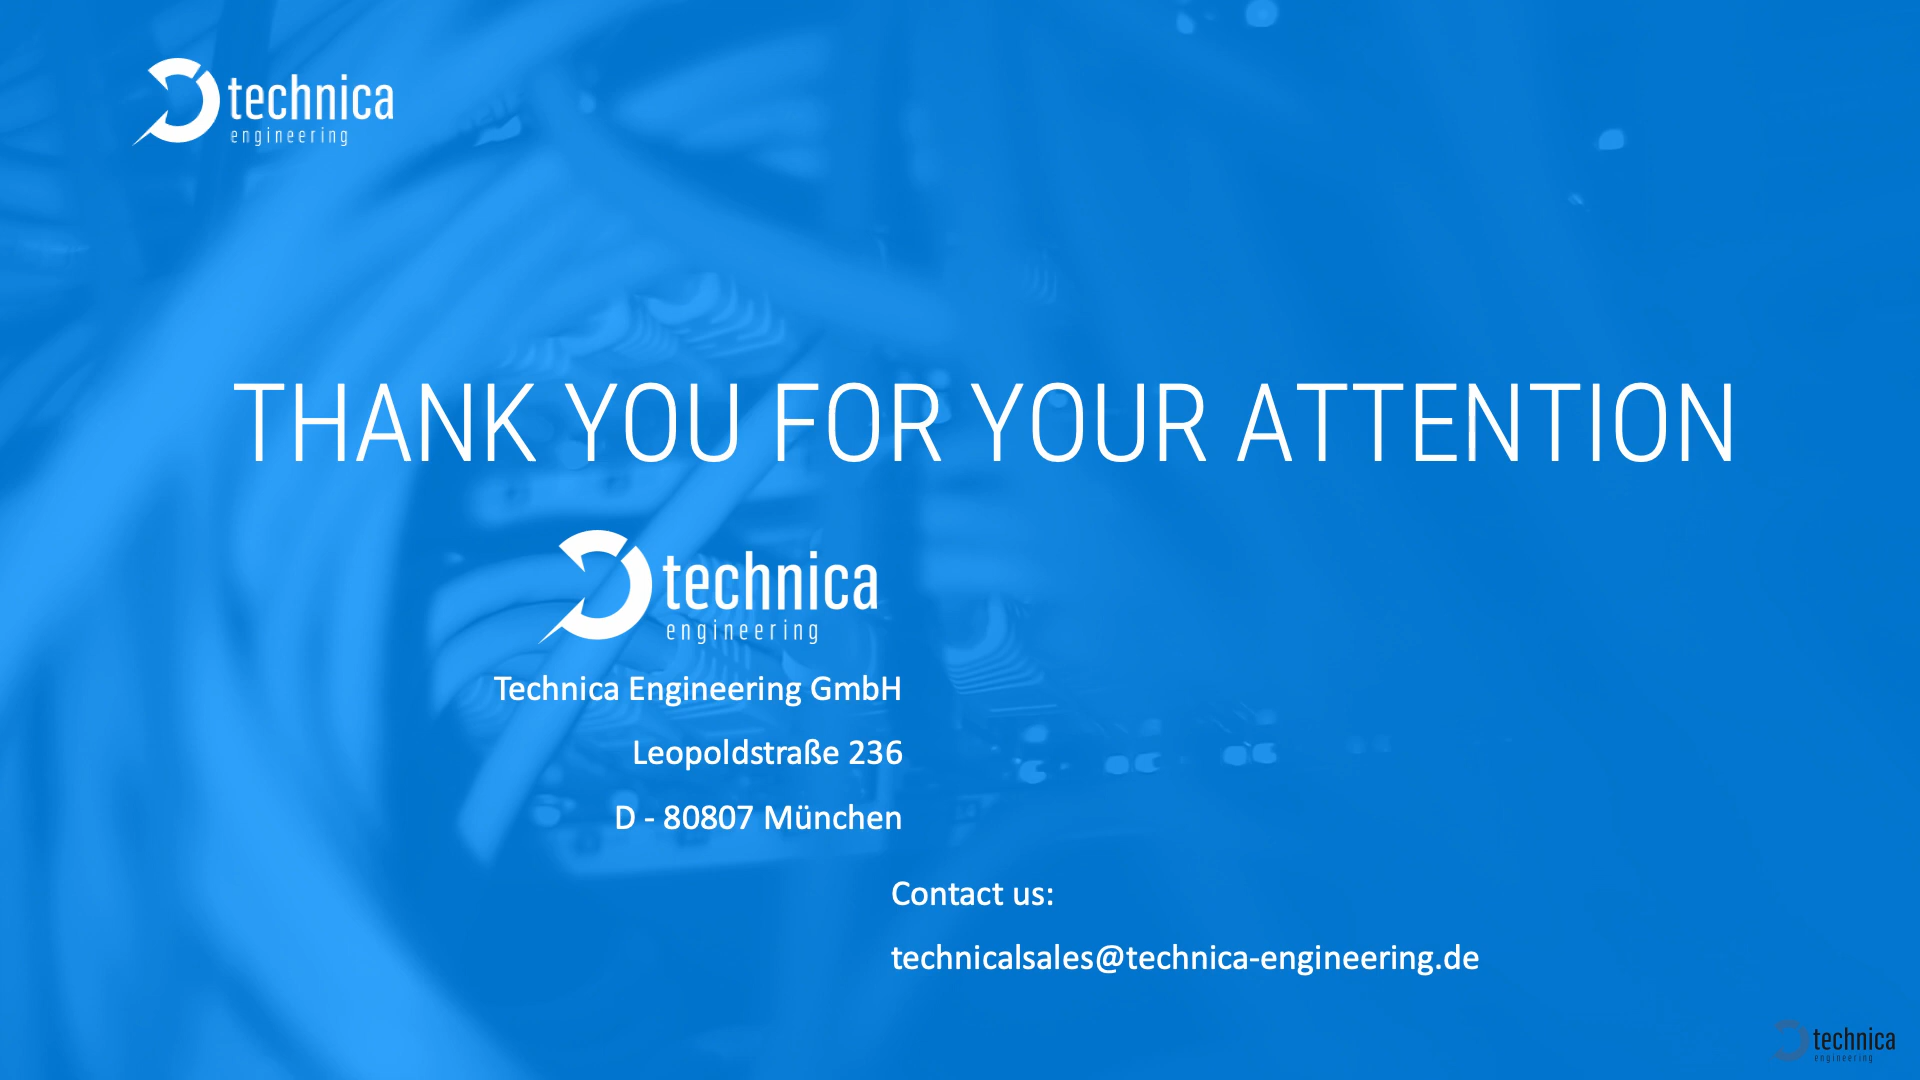 technica
engineering
THANK YOU FOR YOUR ATTENTION
technica
engineering
Technica Engineering GmbH
Leopoldstraße 236
D - 80807 München
Contact us:
technicalsales@technica-engineering.de
technica
engineering